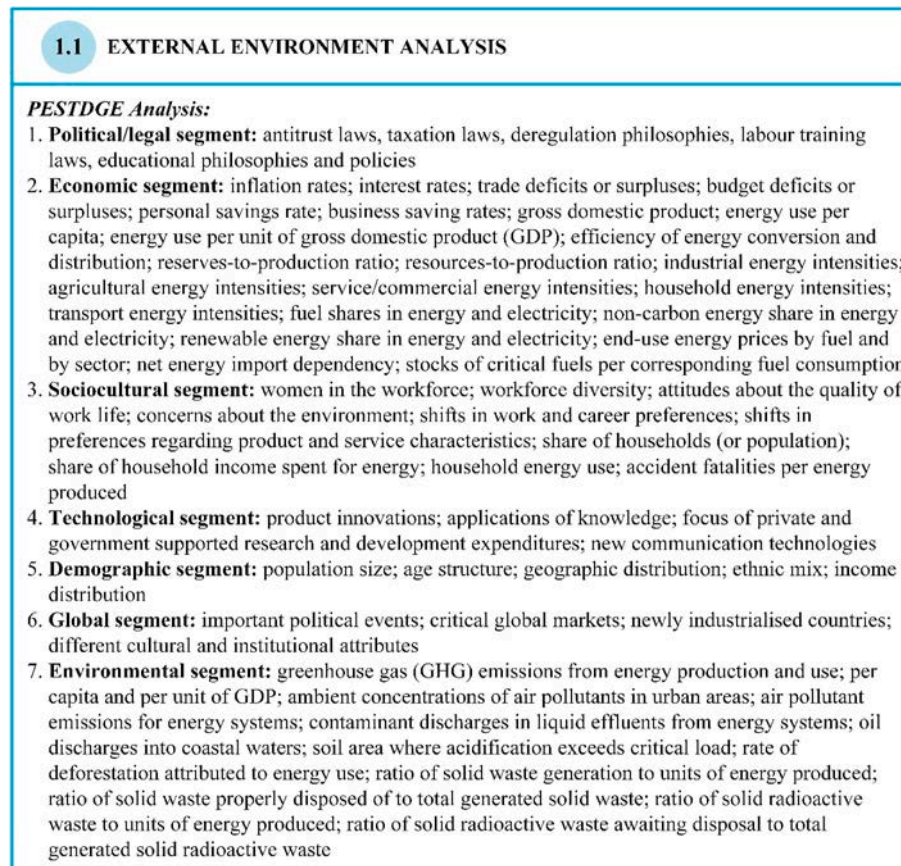 1.1 EXTERNAL ENVIRONMENT ANALYSIS
PESTDGE Analysis:
1. Political/legal segment: antitrust laws, taxation laws, deregulation philosophies, labour training
laws, educational philosophies and policies
2. Economic segment: inflation rates; interest rates; trade deficits or surpluses; budget deficits or
surpluses; personal savings rate; business saving rates; gross domestic product; energy use per
capita; energy use per unit of gross domestic product (GDP); efficiency of energy conversion and
distribution; reserves-to-production ratio; resources-to-production ratio; industrial energy intensities;
agricultural energy intensities; service/commercial energy intensities; household energy intensities;
transport energy intensities; fuel shares in energy and electricity; non-carbon energy share in energy
and electricity; renewable energy share in energy and electricity; end-use energy prices by fuel and
by sector; net energy import dependency; stocks of critical fuels per corresponding fuel consumption
3. Sociocultural segment: women in the workforce; workforce diversity; attitudes about the quality of
work life; concerns about the environment; shifts in work and career preferences; shifts in
preferences regarding product and service characteristics; share of households (or population);
share of household income spent for energy; household energy use; accident fatalities per energy
produced
4. Technological segment: product innovations; applications of knowledge; focus of private and
government supported research and development expenditures; new communication technologies
5. Demographic segment: population size; age structure; geographic distribution; ethnic mix; income
distribution
6. Global segment: important political events; critical global markets; newly industrialised countries;
different cultural and institutional attributes
7. Environmental segment: greenhouse gas (GHG) emissions from energy production and use; per
capita and per unit of GDP; ambient concentrations of air pollutants in urban areas; air pollutant
emissions for energy systems; contaminant discharges in liquid effluents from energy systems; oil
discharges into coastal waters; soil area where acidification exceeds critical load; rate of
deforestation attributed to energy use; ratio of solid waste generation to units of energy produced;
ratio of solid waste properly disposed of to total generated solid waste; ratio of solid radioactive
waste to units of energy produced; ratio of solid radioactive waste awaiting disposal to total
generated solid radioactive waste